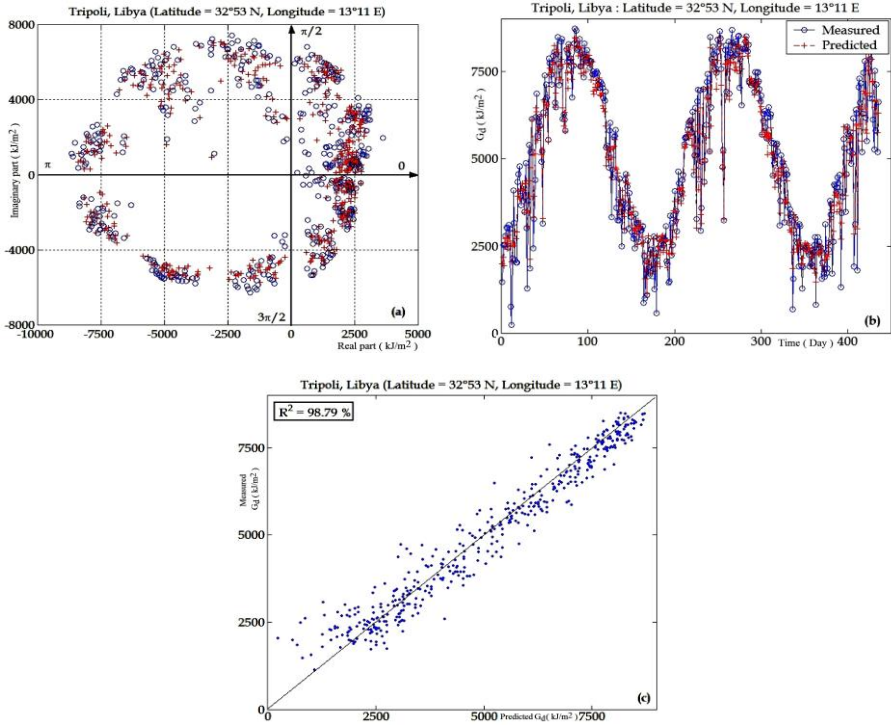 Tripoli, Libya (Latitude = 32°53 N, Longitude = 13°11 E)
8000
4000
0
-4000
-8000
Imaginary part ( kJ/m²)
π/2
π
0
3π/2
(a)
-10000 -7500 -5000 -2500 0 2500 5000
Real part ( kJ/m²)
Tripoli, Libya : Latitude = 32°53 N, Longitude = 13°11 E)
Measured
Predicted
7500
5000
2500
0
Gd ( kJ/m²)
(b)
0 100 200 300 400
Time ( Day )
Tripoli, Libya (Latitude = 32°53 N, Longitude = 13°11 E)
R² = 98.79 %
7500
5000
2500
0
Measured
Gd ( kJ/m²)
(c)
0 2500 5000 7500
Predicted Gd( kJ/m²)